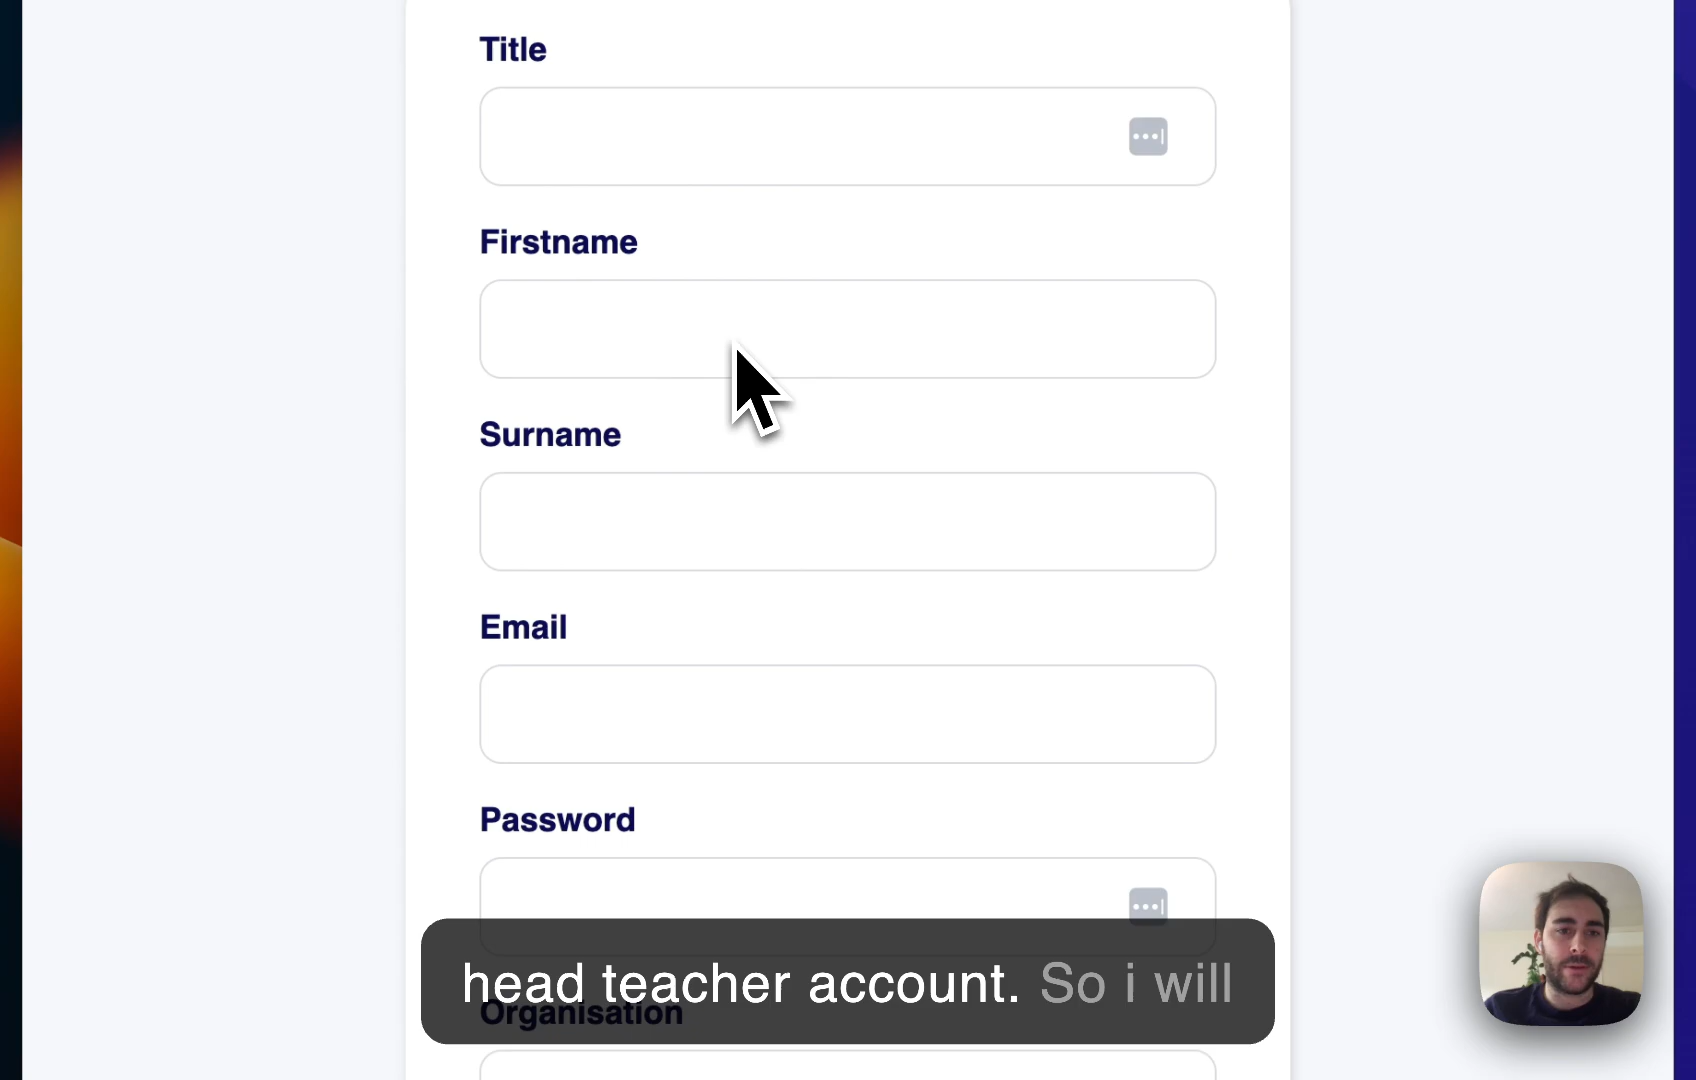 Title
Firstname
Surname
Email
Password
Organisation
head teacher account. So i will